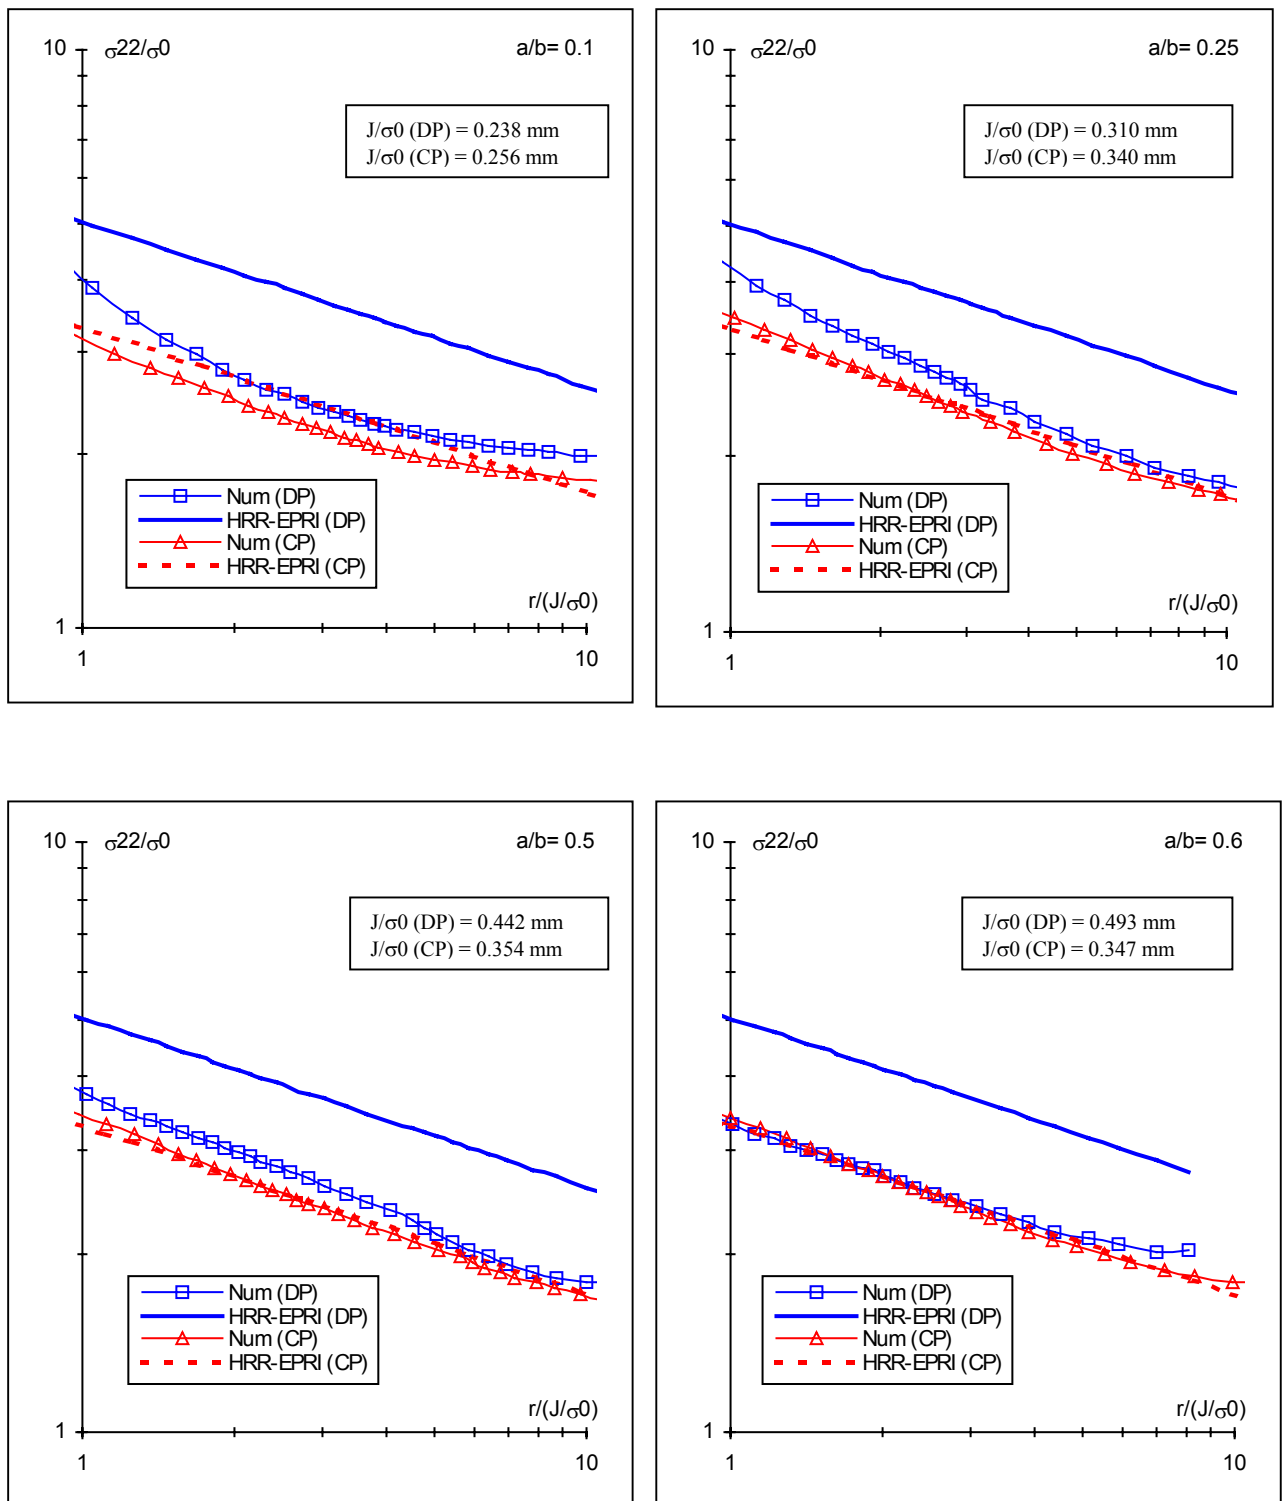 10 σ22/σ0 a/b= 0.1
J/σ0 (DP) = 0.238 mm
J/σ0 (CP) = 0.256 mm
Num (DP)
HRR-EPRI (DP)
Num (CP)
HRR-EPRI (CP)
r/(J/σ0)
1
1 10
10 σ22/σ0 a/b= 0.25
J/σ0 (DP) = 0.310 mm
J/σ0 (CP) = 0.340 mm
Num (DP)
HRR-EPRI (DP)
Num (CP)
HRR-EPRI (CP)
r/(J/σ0)
1
1 10
10 σ22/σ0 a/b= 0.5
J/σ0 (DP) = 0.442 mm
J/σ0 (CP) = 0.354 mm
Num (DP)
HRR-EPRI (DP)
Num (CP)
HRR-EPRI (CP)
r/(J/σ0)
1
1 10
10 σ22/σ0 a/b= 0.6
J/σ0 (DP) = 0.493 mm
J/σ0 (CP) = 0.347 mm
Num (DP)
HRR-EPRI (DP)
Num (CP)
HRR-EPRI (CP)
r/(J/σ0)
1
1 10